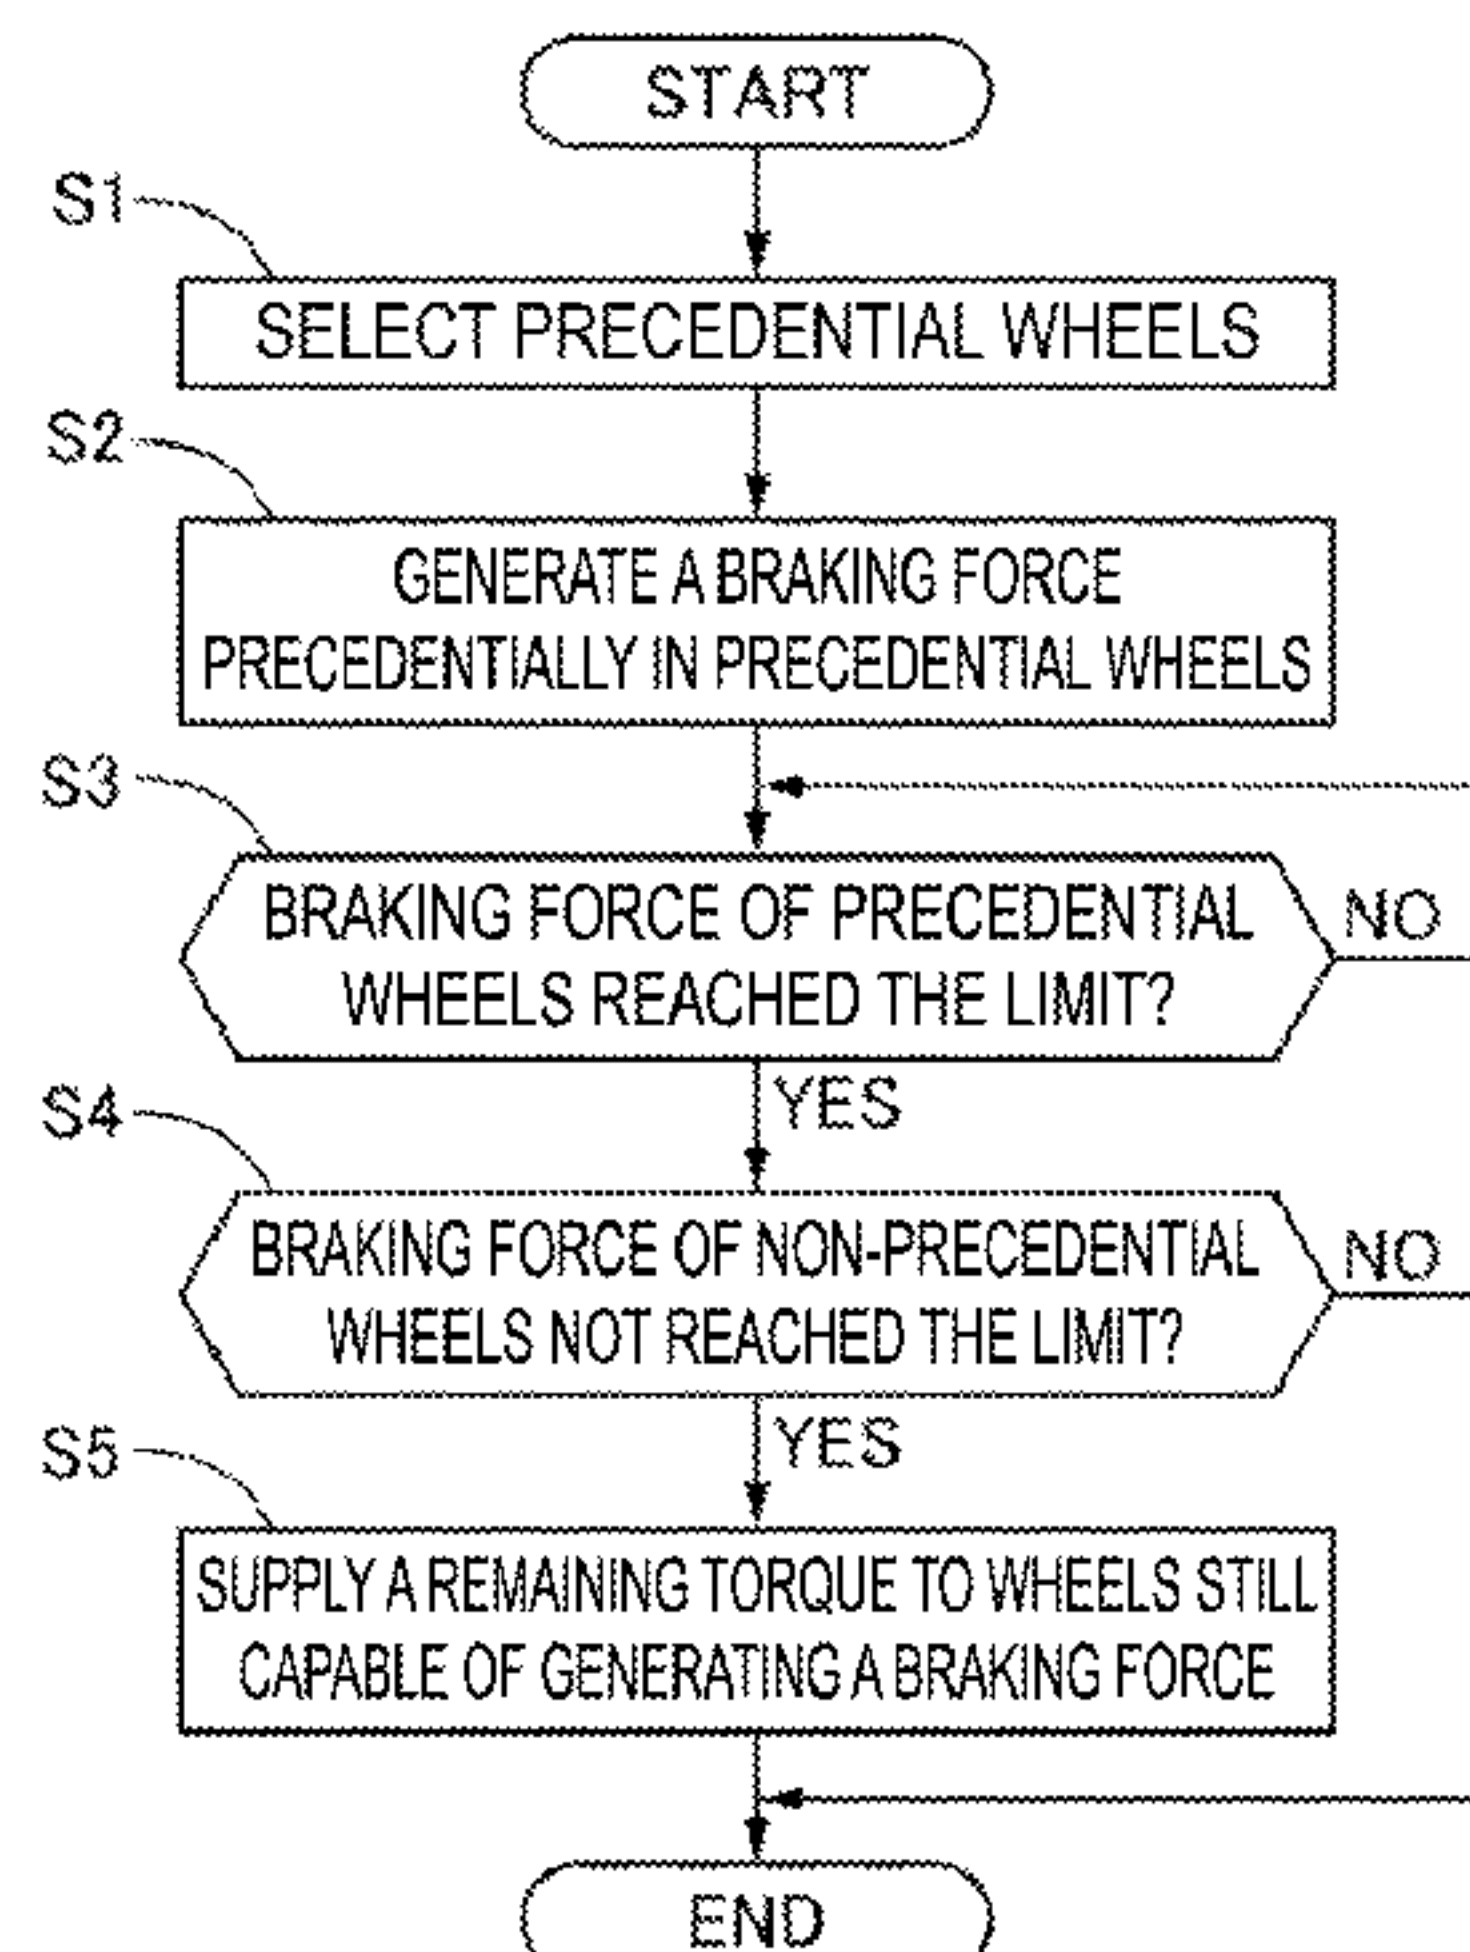 START
S1
SELECT PRECEDENTIAL WHEELS
S2
GENERATE A BRAKING FORCE
PRECEDENTIALLY IN PRECEDENTIAL WHEELS
S3
BRAKING FORCE OF PRECEDENTIAL
WHEELS REACHED THE LIMIT?
NO
YES
S4
BRAKING FORCE OF NON-PRECEDENTIAL
WHEELS NOT REACHED THE LIMIT?
NO
YES
S5
SUPPLY A REMAINING TORQUE TO WHEELS STILL
CAPABLE OF GENERATING A BRAKING FORCE
END